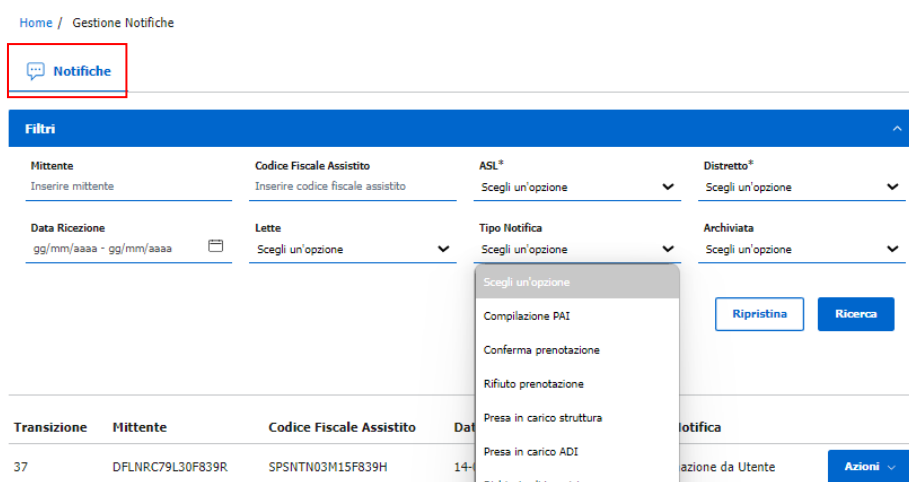 Home / Gestione Notifiche
Notifiche
Filtri
Mittente Codice Fiscale Assistito ASL* Distretto*
Inserire mittente Inserire codice fiscale assistito Scegli un'opzione Scegli un'opzione
Data Ricezione Lette Tipo Notifica Archiviata
gg/mm/aaaa - gg/mm/aaaa Scegli un'opzione Scegli un'opzione Scegli un'opzione
Scegli un'opzione
Compilazione PAI
Conferma prenotazione
Rifiuto prenotazione
Presa in carico struttura
Presa in carico ADI
Ripristina Ricerca
Transizione Mittente Codice Fiscale Assistito Dat otifica
37 DFLNRC79L30F839R SPSNTN03M15F839H 14- azione da Utente Azioni